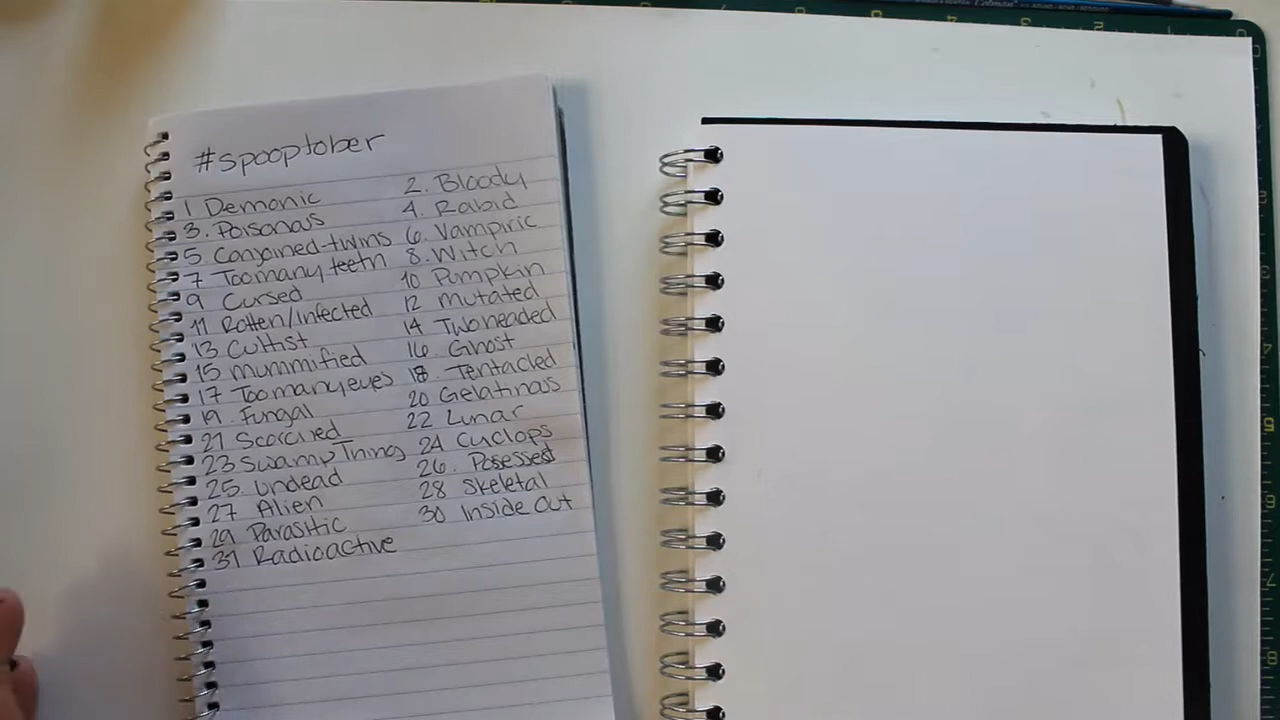 #spooptober
1 Demonic 2. Bloody
3. Poisonous 4. Rabid
5 Conjoined-twins 6. Vampiric
7 Toomany teeth 8. Witch
9 Cursed 10 Pumpkin
11 Rotten/infected 12 Mutated
13 Cultist 14 Twoheaded
15 Mummified 16. Ghost
17 Toomanyeyes 18. Tentacled
19. Fungal 20 Gelatinous
21 Scorched 22 Lunar
23 Swamp Thing 24 Cyclops
25. Undead 26. Posessed
27 Alien 28 Skeletal
29 Parasitic 30 Inside Out
31 Radioactive